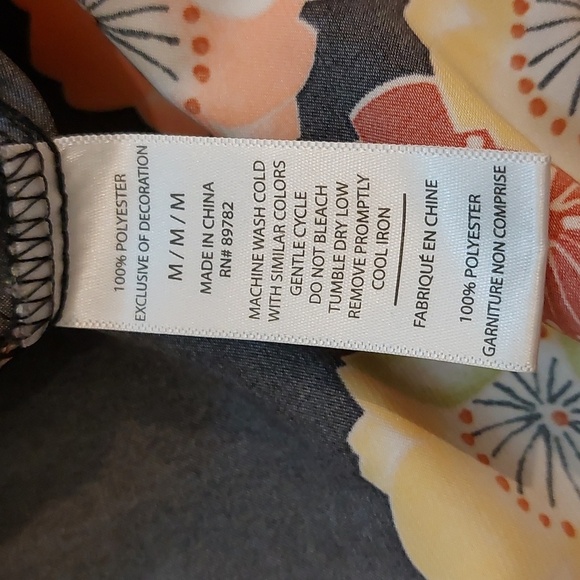 100% POLYESTER
EXCLUSIVE OF DECORATION
M / M / M
MADE IN CHINA
RN# 89782
MACHINE WASH COLD
WITH SIMILAR COLORS
GENTLE CYCLE
DO NOT BLEACH
TUMBLE DRY LOW
REMOVE PROMPTLY
COOL IRON
FABRIQUÉ EN CHINE
100% POLYESTER
GARNITURE NON COMPRISE